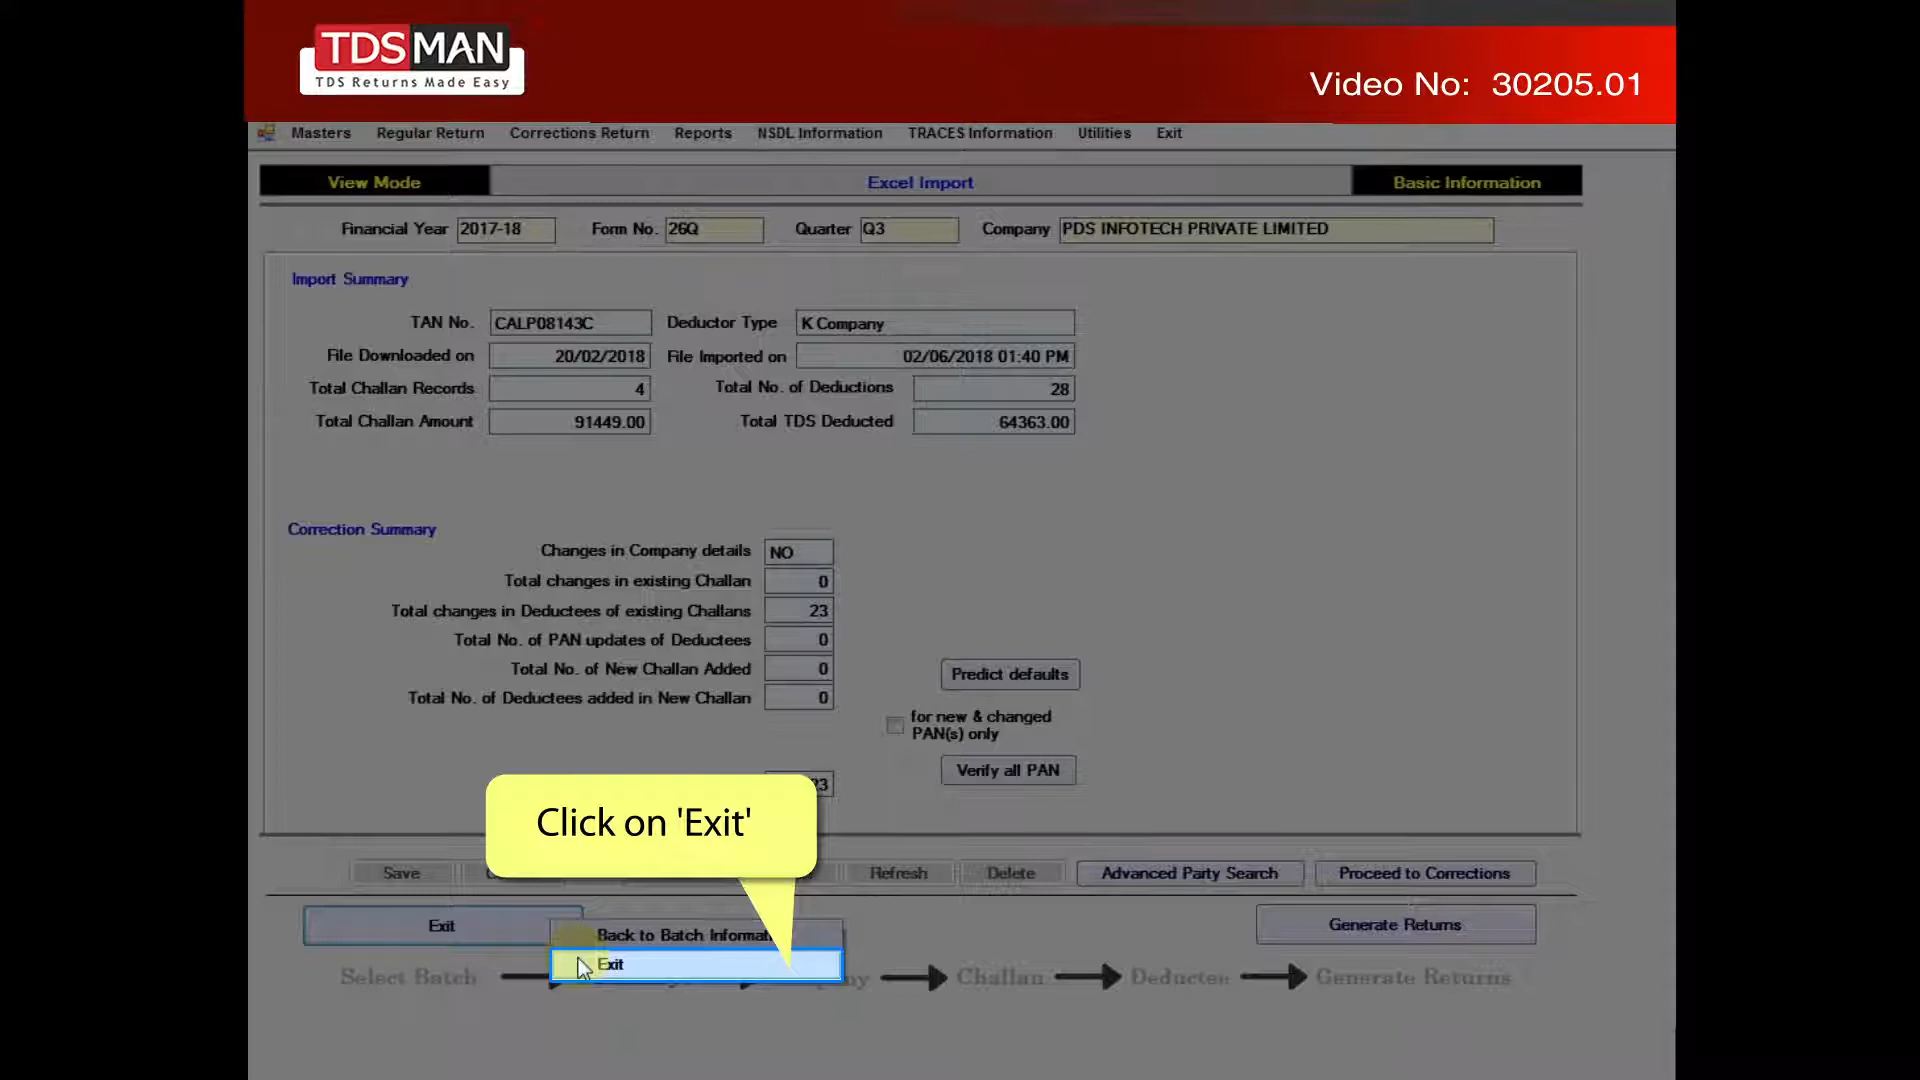 TDSMAN
TDS Returns Made Easy
Video No: 30205.01
Masters Regular Return Corrections Return Reports NSDL Information TRACES Information Utilities Exit
View Mode Excel Import Basic Information
Financial Year 2017-18 Form No. 26Q Quarter Q3 Company PDS INFOTECH PRIVATE LIMITED
Import Summary
TAN No. CALP08143C Deductor Type K Company
File Downloaded on 20/02/2018 File Imported on 02/06/2018 01:40 PM
Total Challan Records 4 Total No. of Deductions 28
Total Challan Amount 91449.00 Total TDS Deducted 64363.00
Correction Summary
Changes in Company details NO
Total changes in existing Challan 0
Total changes in Deductees of existing Challans 23
Total No. of PAN updates of Deductees 0
Total No. of New Challan Added 0
Total No. of Deductees added in New Challan 0
Predict defaults
for new & changed
PAN(s) only
Verify all PAN
Click on 'Exit'
Save Refresh Delete Advanced Party Search Proceed to Corrections
Exit Generate Returns
Back to Batch
Exit
Select Batch Challan Deductee Generate Returns